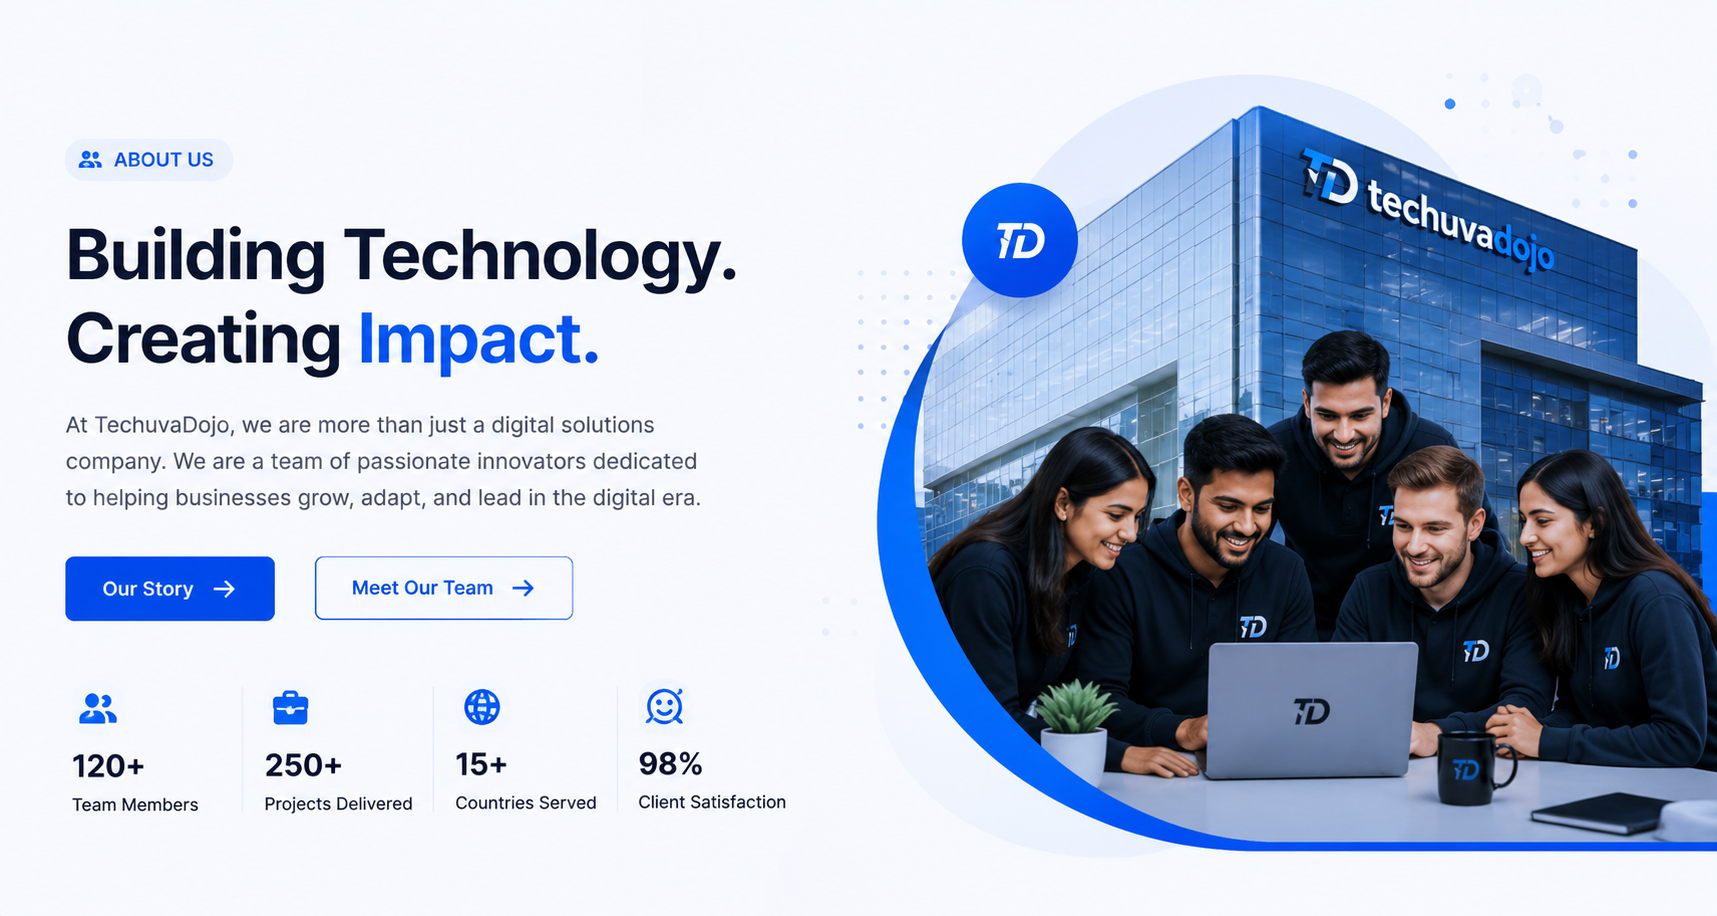 ABOUT US
Building Technology.
Creating Impact.
At TechuvaDojo, we are more than just a digital solutions
company. We are a team of passionate innovators dedicated
to helping businesses grow, adapt, and lead in the digital era.
Our Story
Meet Our Team
120+
Team Members
250+
Projects Delivered
15+
Countries Served
98%
Client Satisfaction
TD
TD techuvadojo
TD
TD
TD
TD
TD
TD
TD